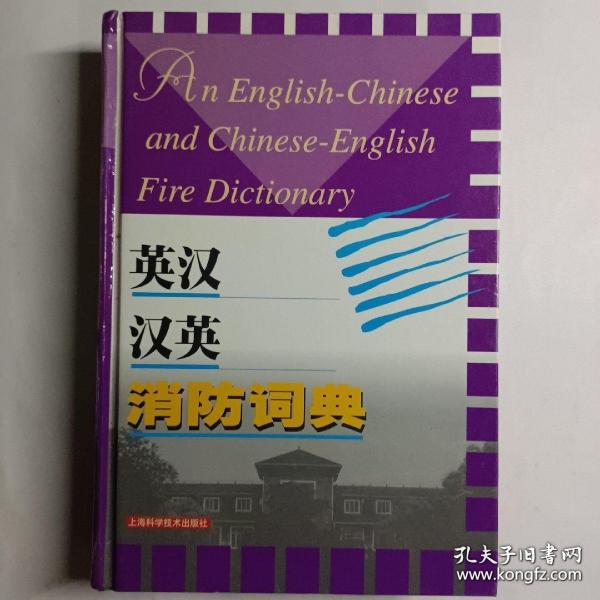 An English-Chinese
and Chinese-English
Fire Dictionary
英汉
汉英
消防词典
上海科学技术出版社
孔夫子旧书网
www.kongfz.com